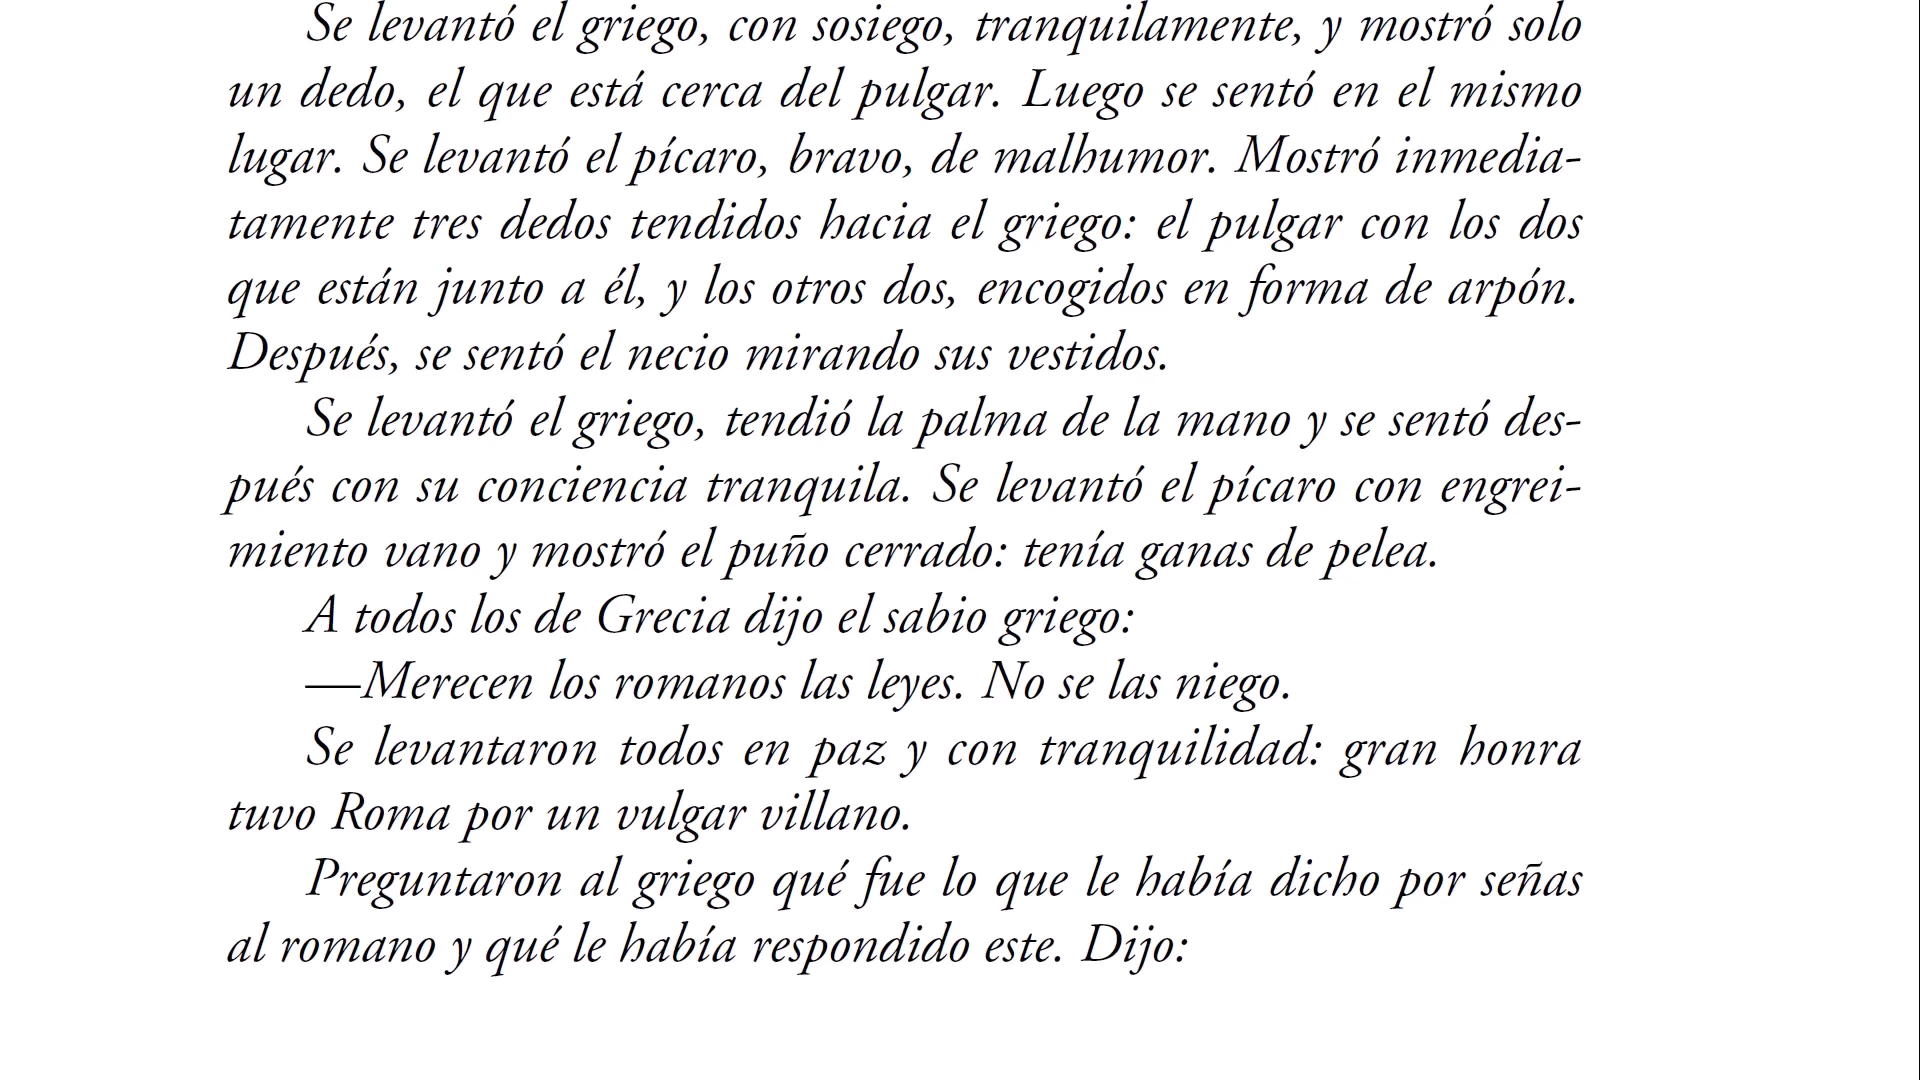 Se levantó el griego, con sosiego, tranquilamente, y mostró solo
un dedo, el que está cerca del pulgar. Luego se sentó en el mismo
lugar. Se levantó el pícaro, bravo, de malhumor. Mostró inmedia-
tamente tres dedos tendidos hacia el griego: el pulgar con los dos
que están junto a él, y los otros dos, encogidos en forma de arpón.
Después, se sentó el necio mirando sus vestidos.
Se levantó el griego, tendió la palma de la mano y se sentó des-
pués con su conciencia tranquila. Se levantó el pícaro con engrei-
miento vano y mostró el puño cerrado: tenía ganas de pelea.
A todos los de Grecia dijo el sabio griego:
—Merecen los romanos las leyes. No se las niego.
Se levantaron todos en paz y con tranquilidad: gran honra
tuvo Roma por un vulgar villano.
Preguntaron al griego qué fue lo que le había dicho por señas
al romano y qué le había respondido este. Dijo: